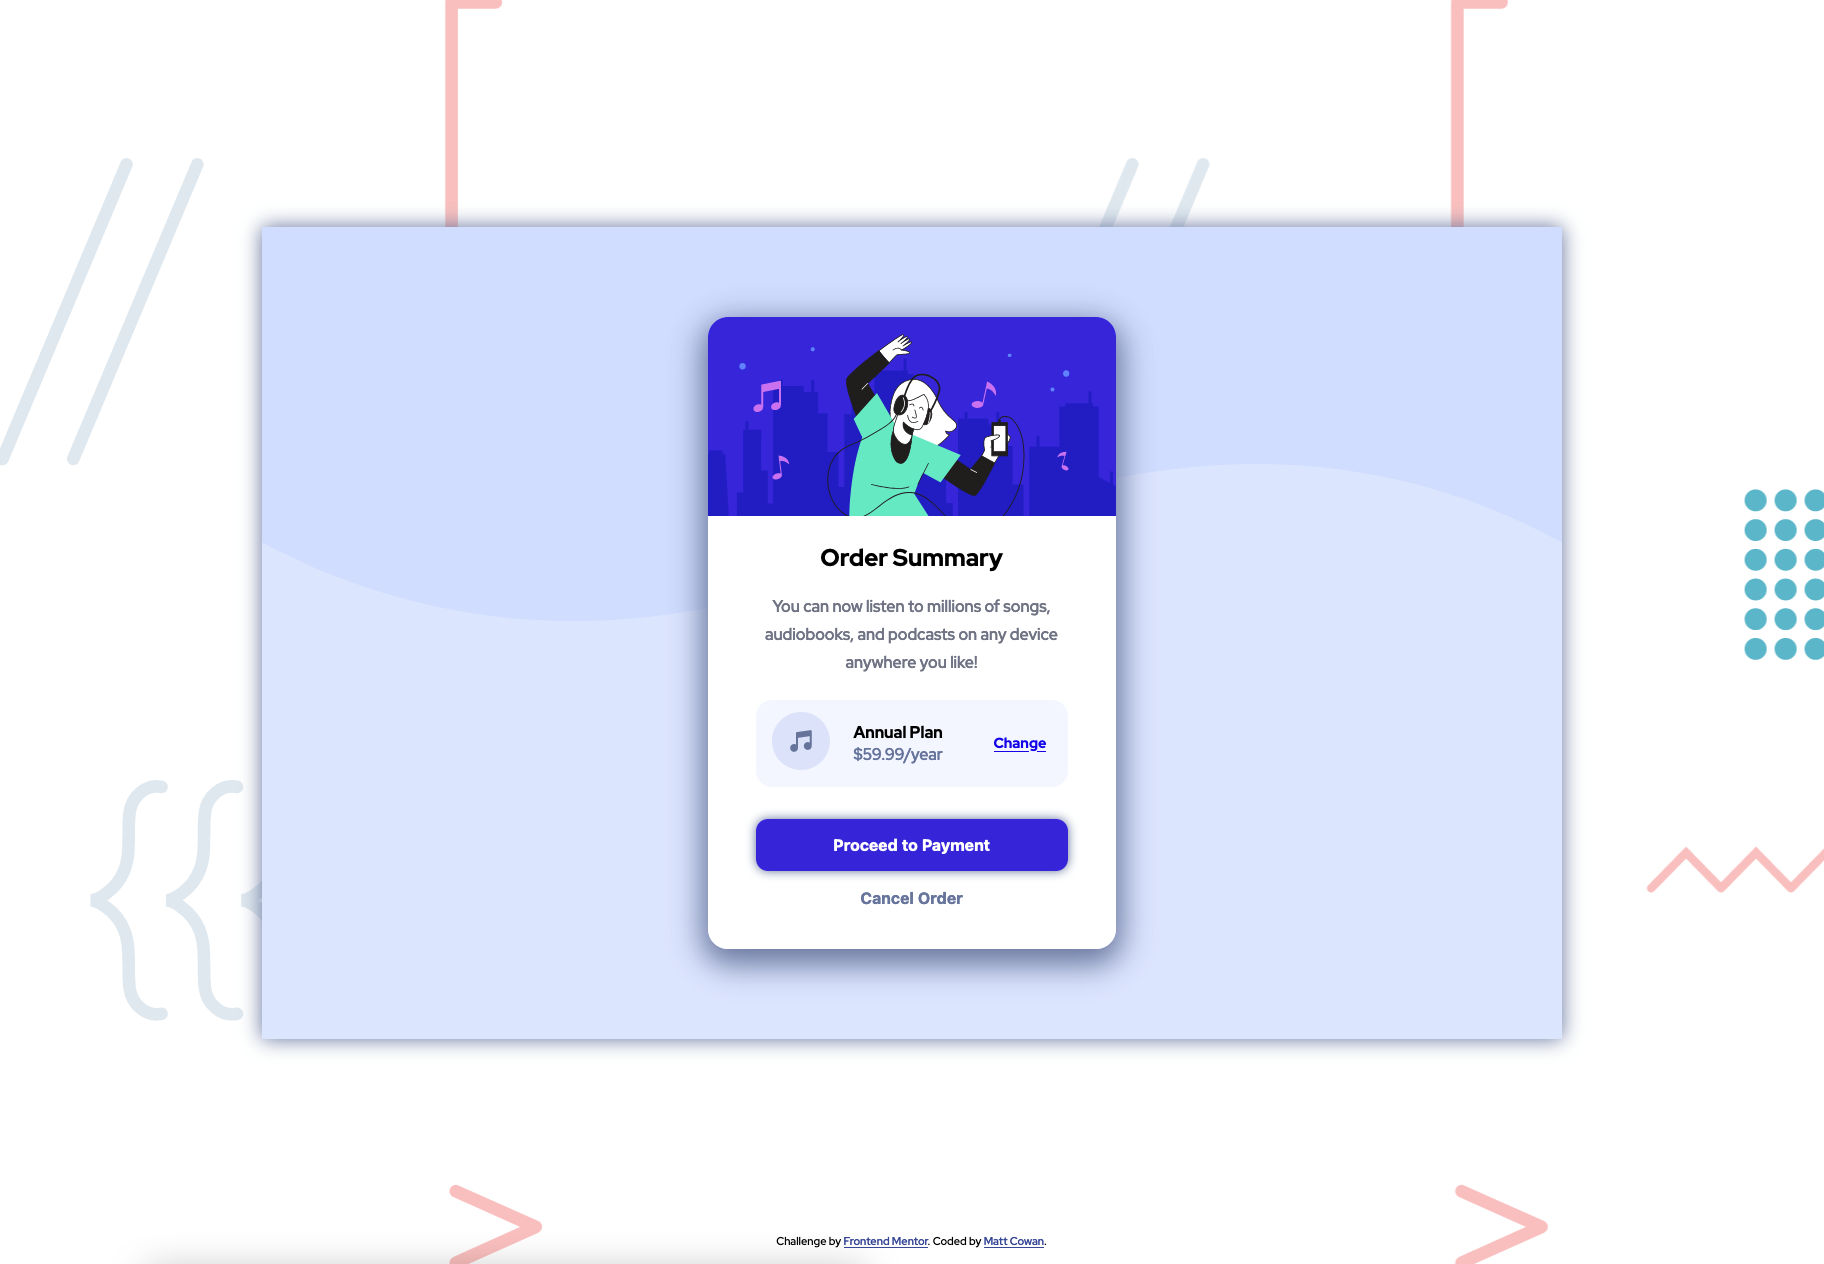 Order Summary
You can now listen to millions of songs,
audiobooks, and podcasts on any device
anywhere you like!
Annual Plan
$59.99/year
Change
Proceed to Payment
Cancel Order
Challenge by Frontend Mentor. Coded by Matt Cowan.